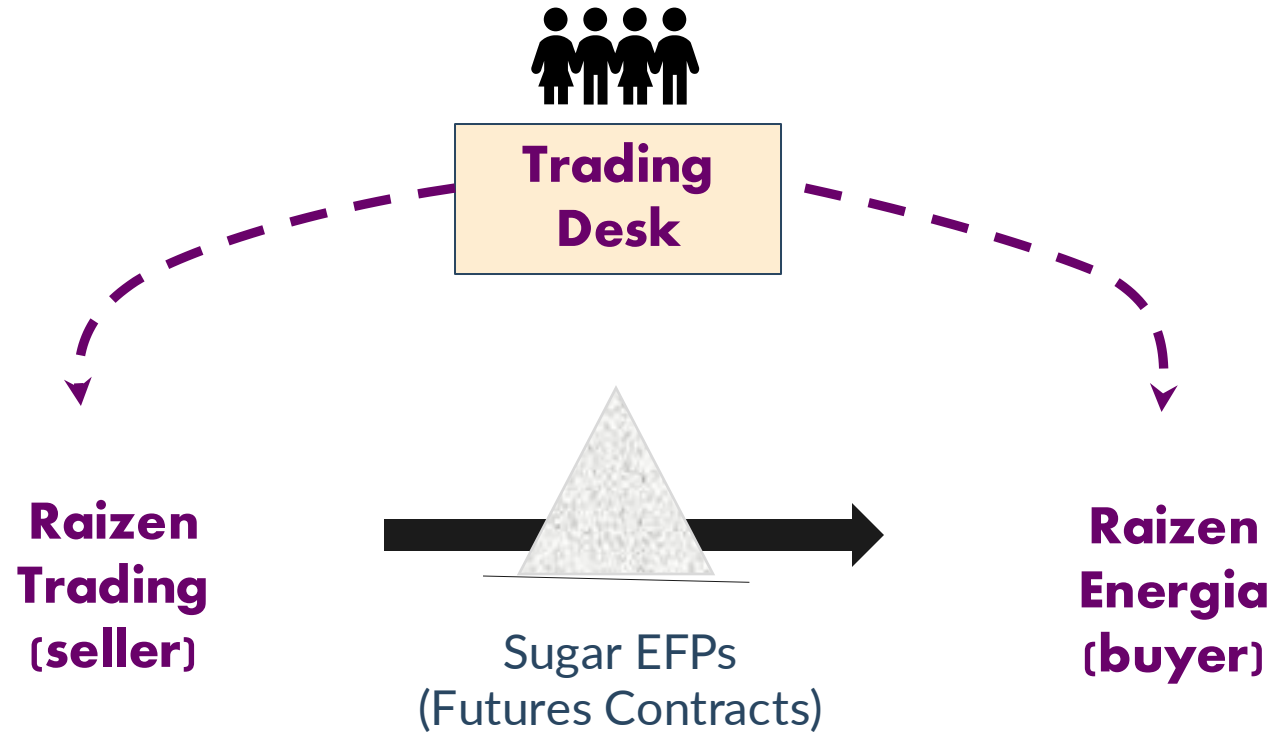 Trading
Desk
Raizen
Trading
(seller)
Raizen
Energia
(buyer)
Sugar EFPs
(Futures Contracts)